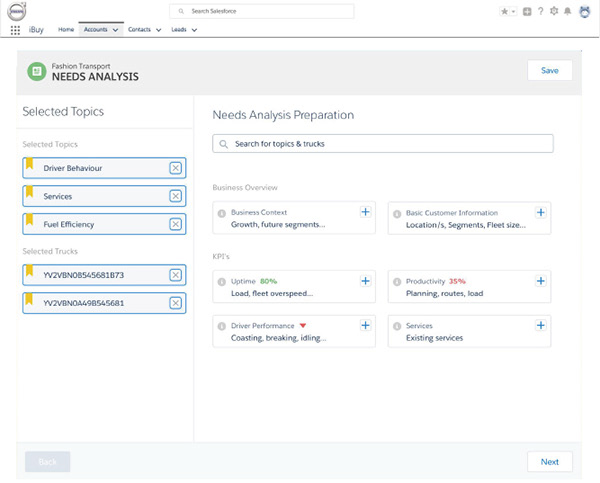 Search Salesforce
iBuy
Home
Accounts
Contacts
Leads
Fashion Transport
NEEDS ANALYSIS
Save
Selected Topics
Selected Topics
Driver Behaviour
Services
Fuel Efficiency
Selected Trucks
YV2VBN0B545681B73
YV2VBN0A49B545681
Needs Analysis Preparation
Search for topics & trucks
Business Overview
Business Context
Growth, future segments...
Basic Customer Information
Location/s, Segments, Fleet size...
KPI's
Uptime 80%
Load, fleet overspeed...
Productivity 35%
Planning, routes, load
Driver Performance
Coasting, breaking, idling...
Services
Existing services
Back
Next